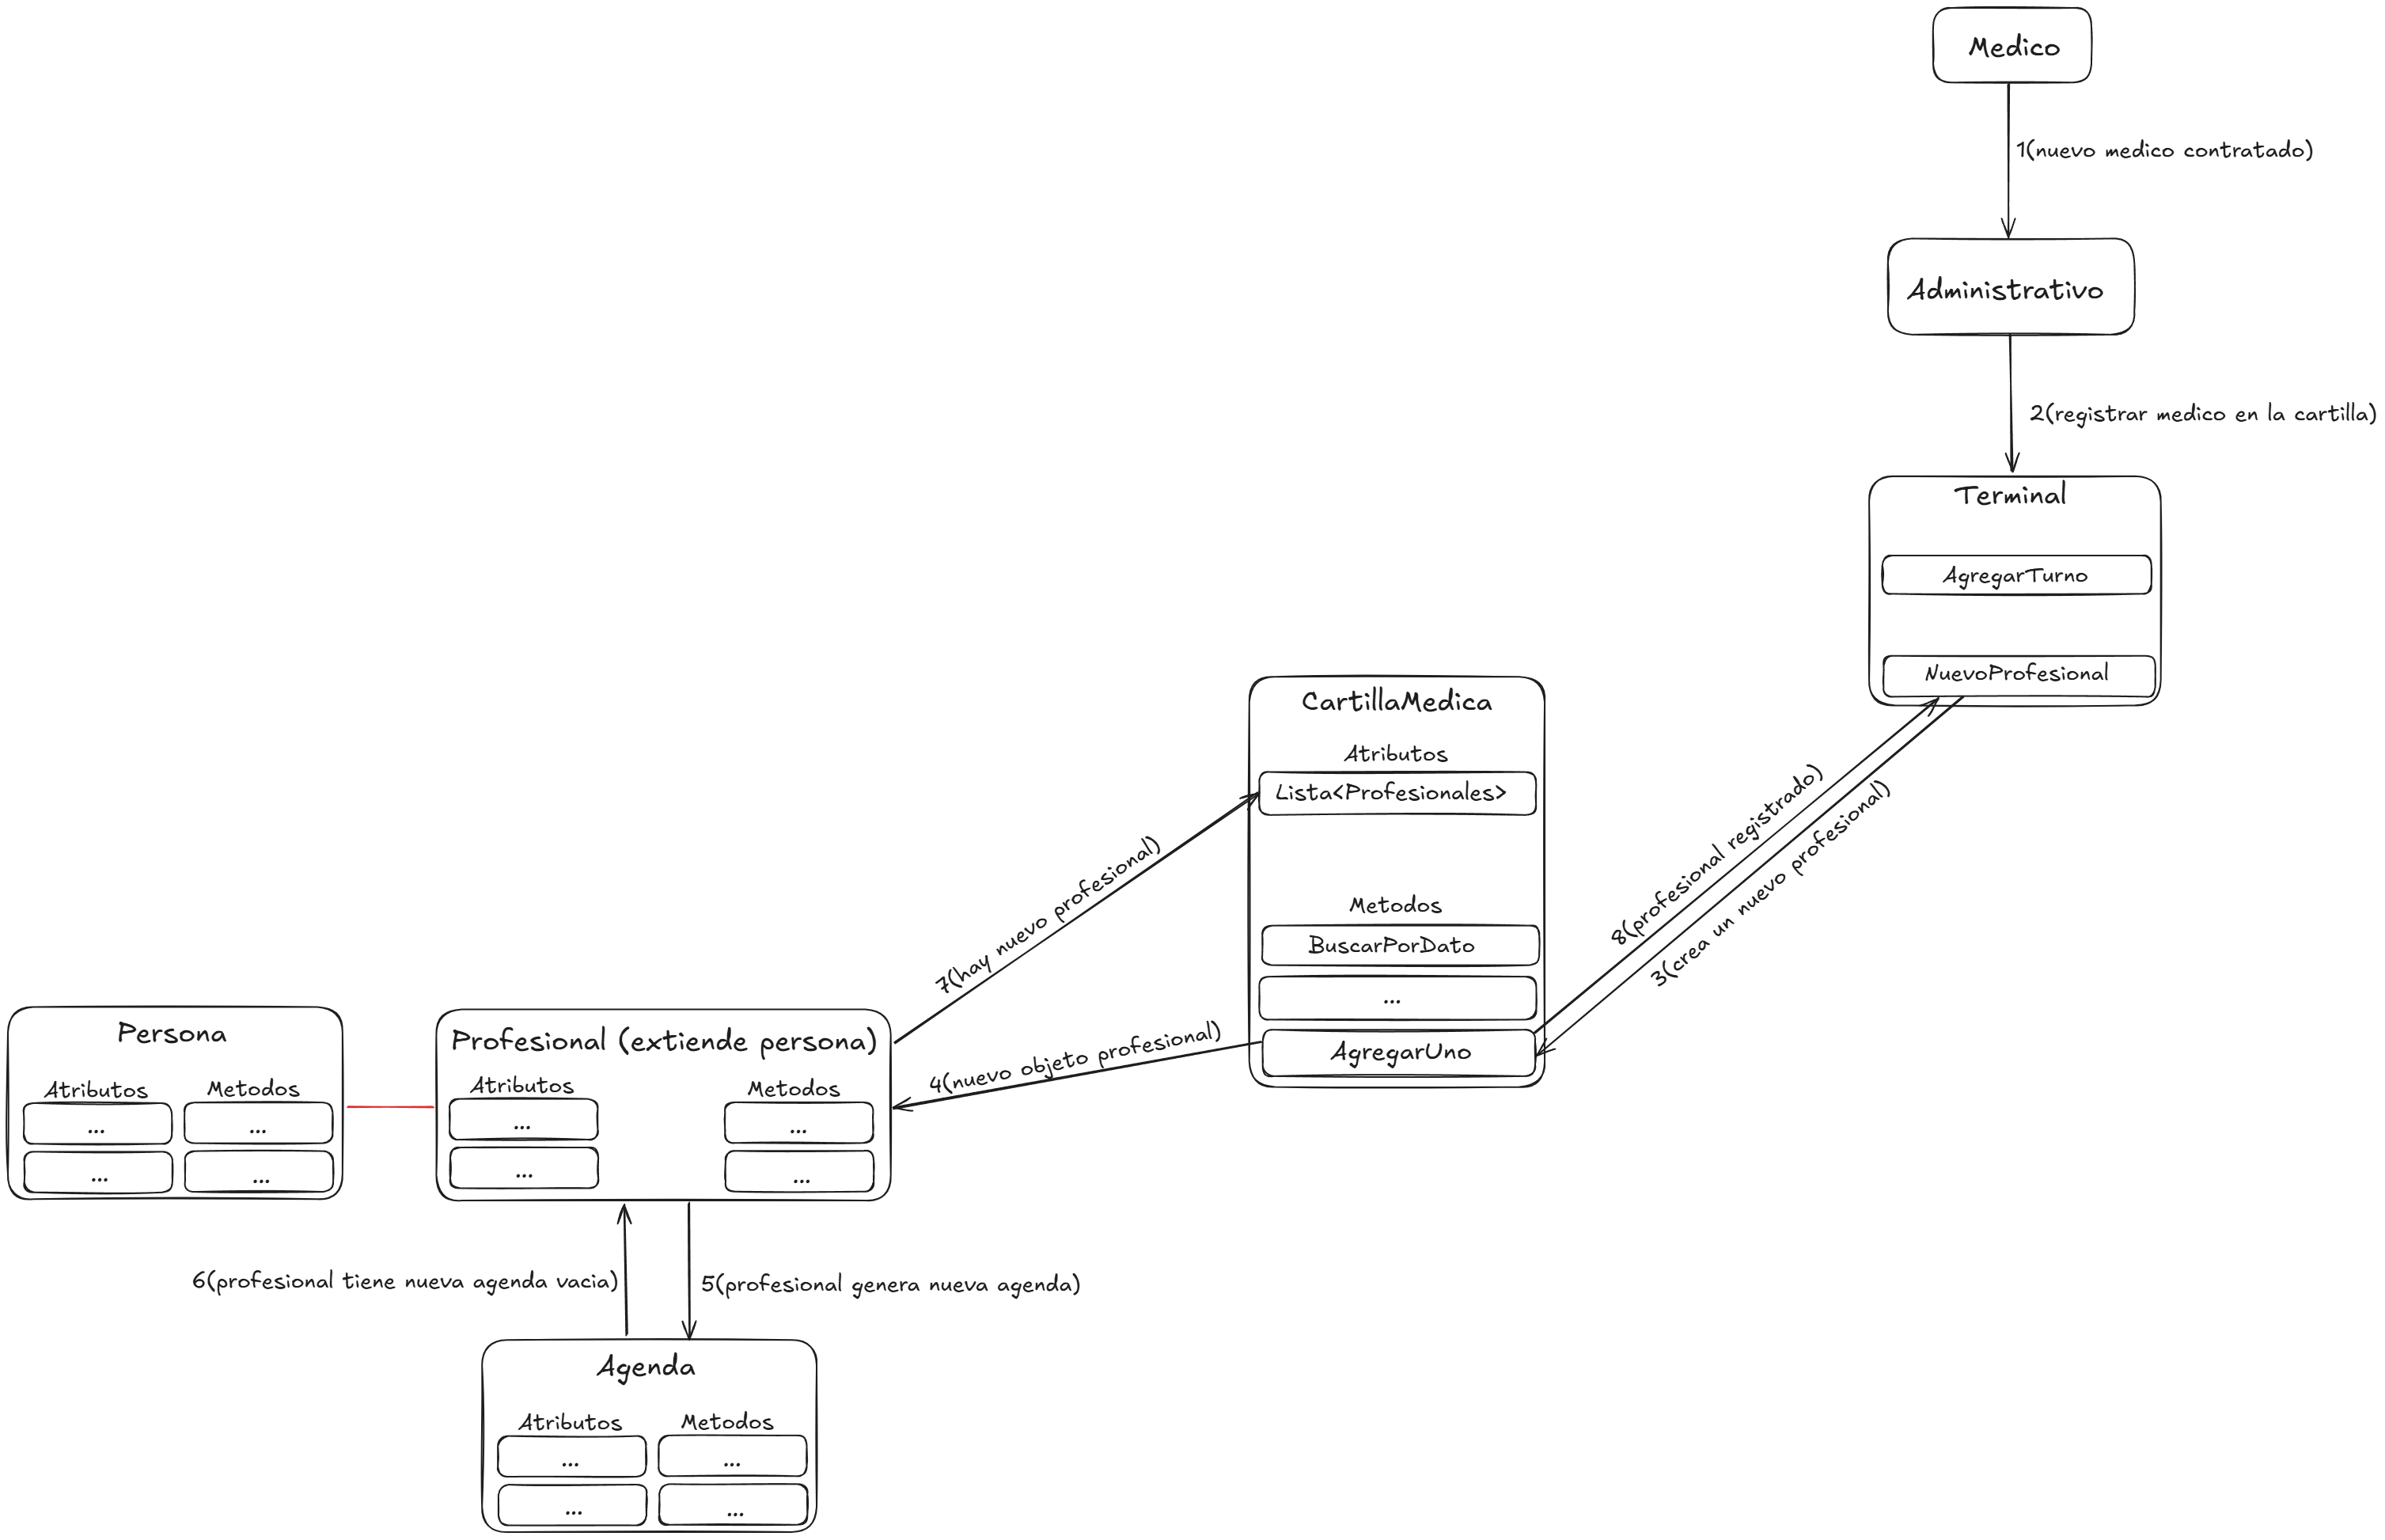 Medico
1(nuevo medico contratado)
Administrativo
2(registrar medico en la cartilla)
Terminal
AgregarTurno
NuevoProfesional
8(profesional registrado)
3(crea un nuevo profesional)
CartillaMedica
Atributos
Lista<Profesionales>
Metodos
BuscarPorDato
...
AgregarUno
7(hay nuevo profesional)
4(nuevo objeto profesional)
Persona
Atributos
Metodos
...
...
...
...
Profesional (extiende persona)
Atributos
Metodos
...
...
...
...
6(profesional tiene nueva agenda vacia)
5(profesional genera nueva agenda)
Agenda
Atributos
Metodos
...
...
...
...